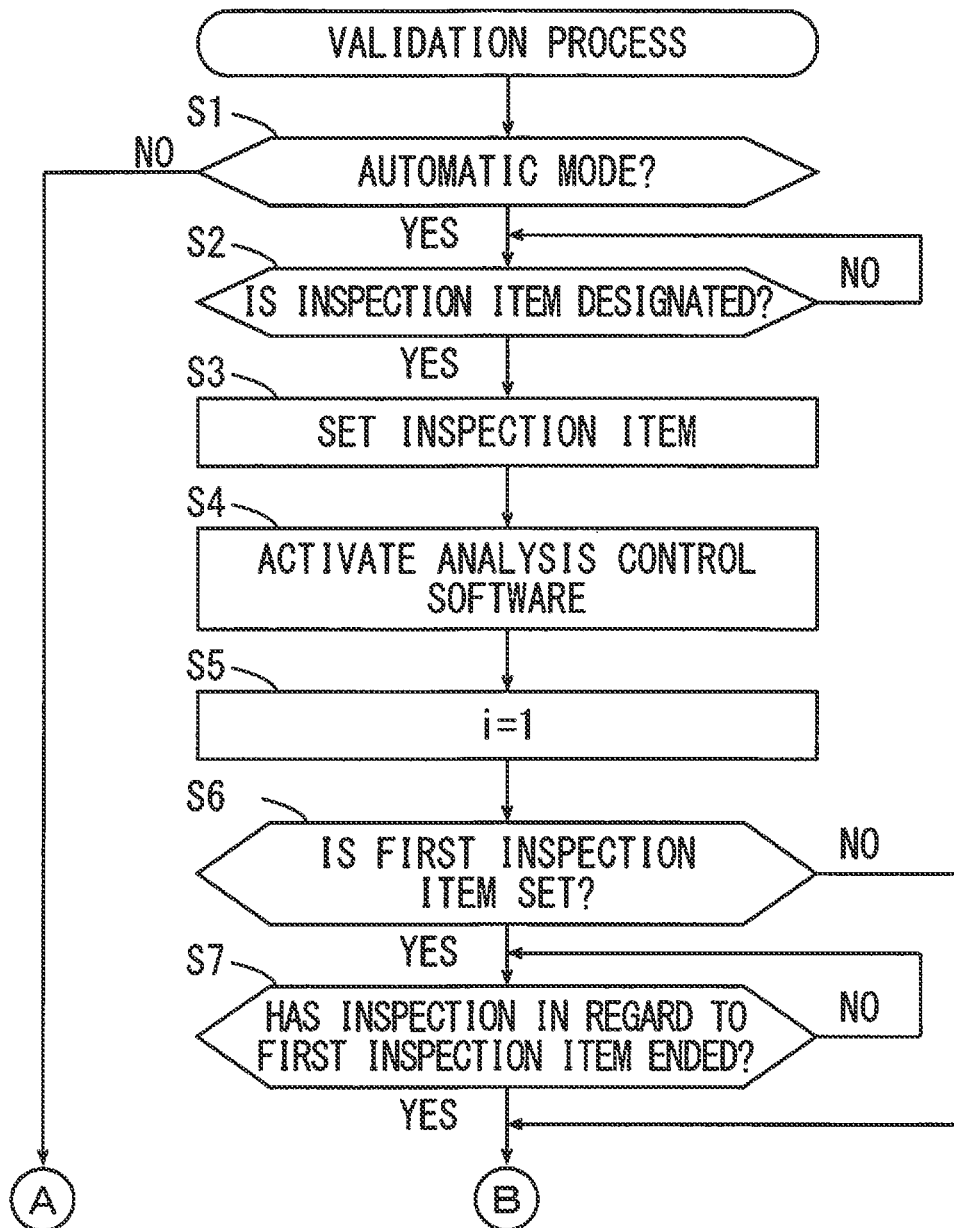 VALIDATION PROCESS
S1
NO
AUTOMATIC MODE?
YES
S2
NO
IS INSPECTION ITEM DESIGNATED?
YES
S3
SET INSPECTION ITEM
S4
ACTIVATE ANALYSIS CONTROL
SOFTWARE
S5
i=1
S6
IS FIRST INSPECTION
ITEM SET?
NO
YES
S7
HAS INSPECTION IN REGARD TO
FIRST INSPECTION ITEM ENDED?
NO
YES
A
B